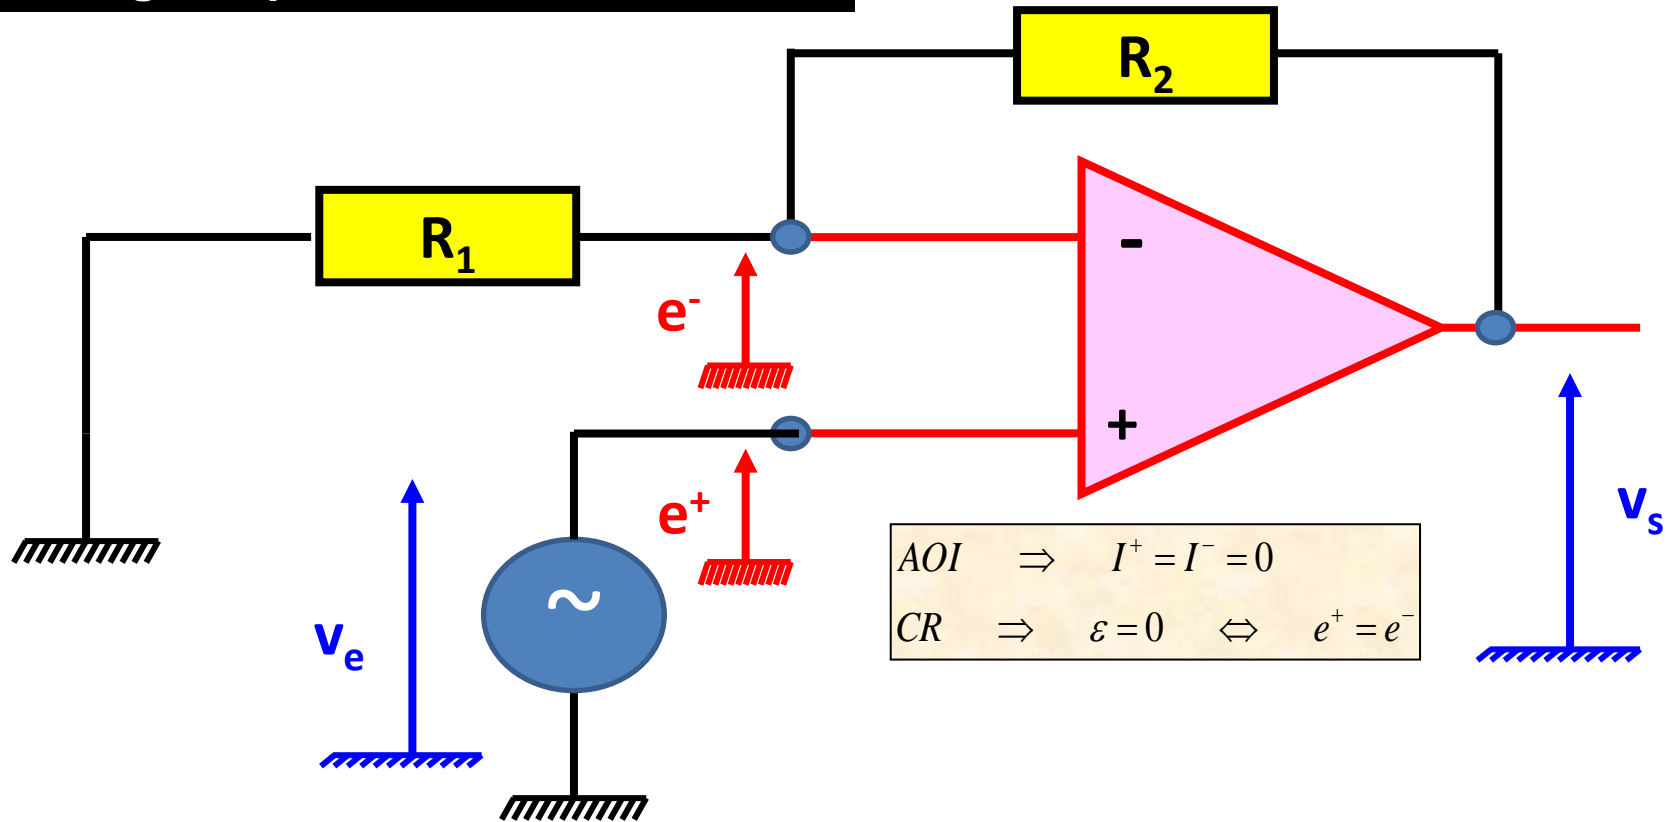 R₂
R₁
-
e⁻
+
e⁺
~
vₑ
vₛ
AOI ⇒ I⁺ = I⁻ = 0
CR ⇒ ε = 0 ⇔ e⁺ = e⁻